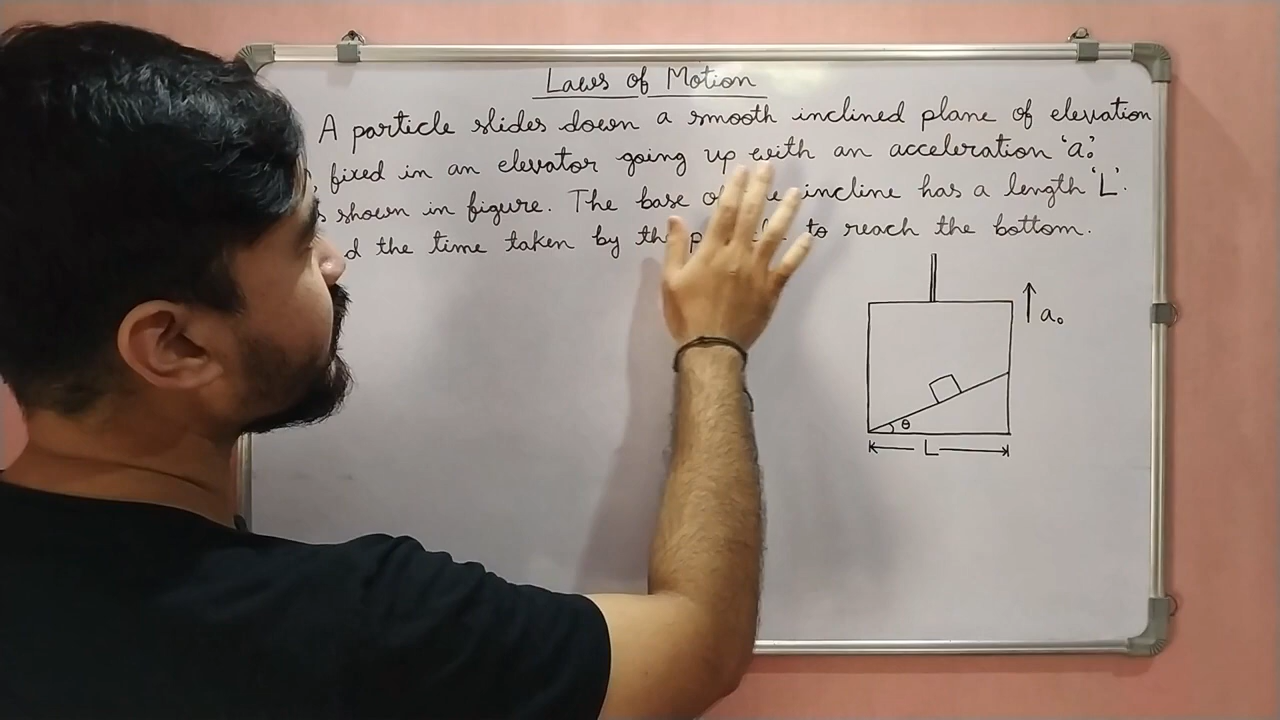 Laws of Motion
A particle slides down a smooth inclined plane of elevation
fixed in an elevator going up with an acceleration 'a₀'
shown in figure. The base of incline has a length 'L'.
the time taken by to reach the bottom.
a₀
θ
L